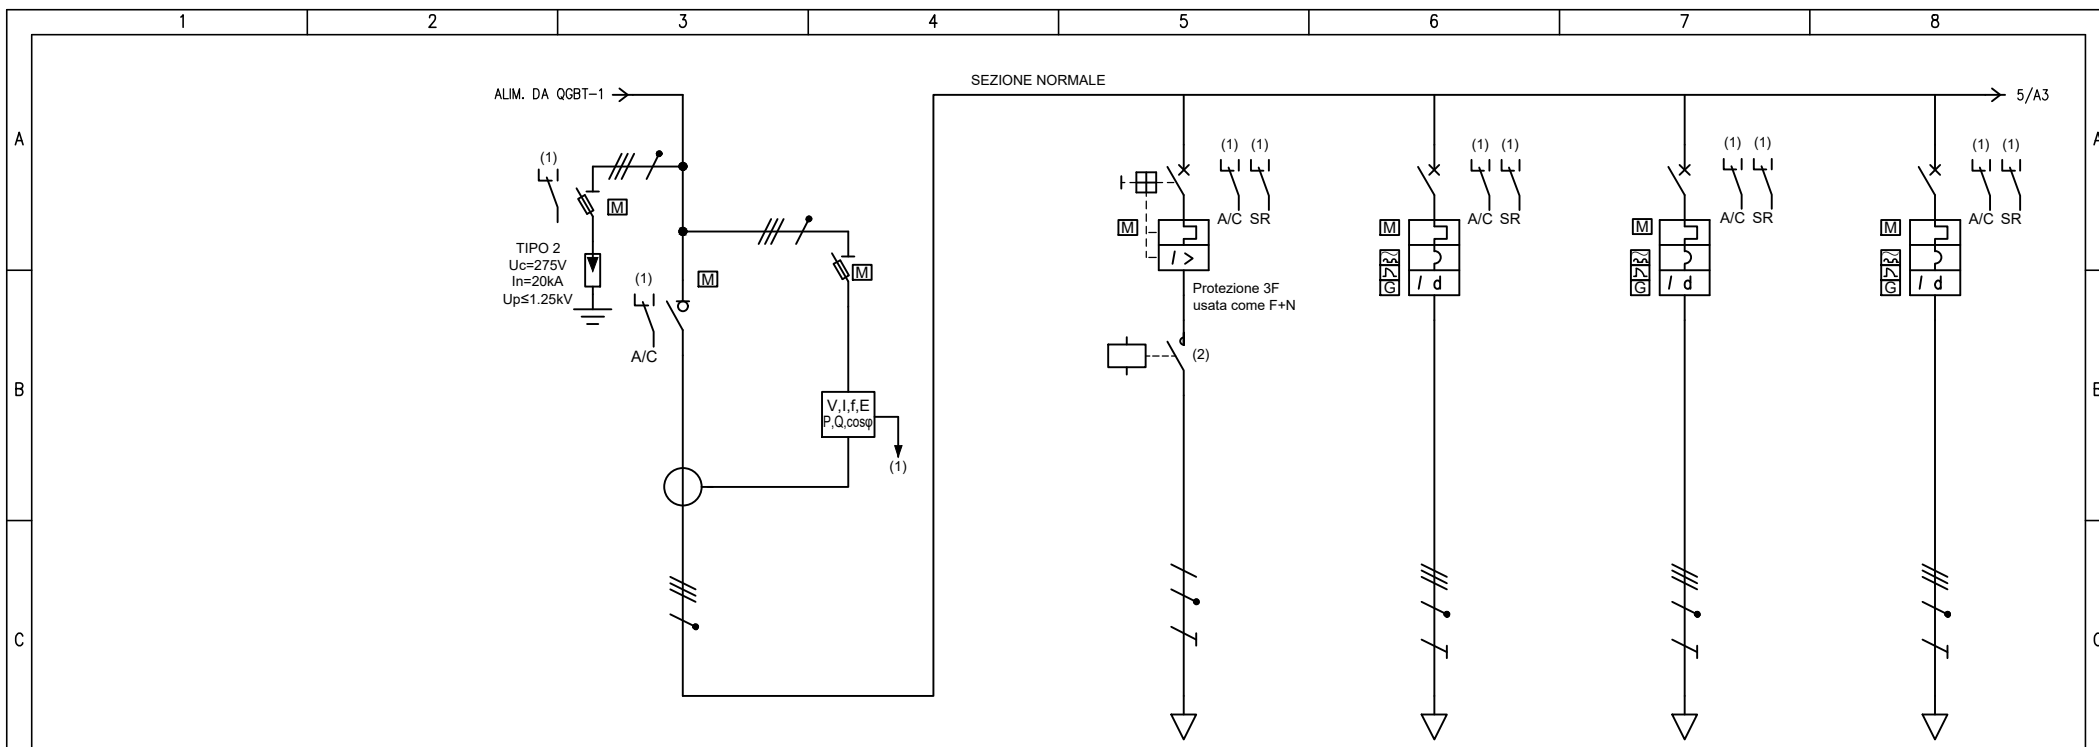 1 2 3 4 5 6 7 8
SEZIONE NORMALE
ALIM. DA QGBT-1
5/A3
A A
(1)
(1) (1)
(1) (1)
(1) (1)
(1) (1)
M
A/C SR
A/C SR
A/C SR
A/C SR
M
M
M
M
TIPO 2
Uc=275V
In=20kA
Up≤1.25kV
(1)
M
M
I >
I d
I d
I d
G
G
G
Protezione 3F
usata come F+N
A/C
(2)
B B
V,I,f,E
P,Q,cosφ
(1)
C C